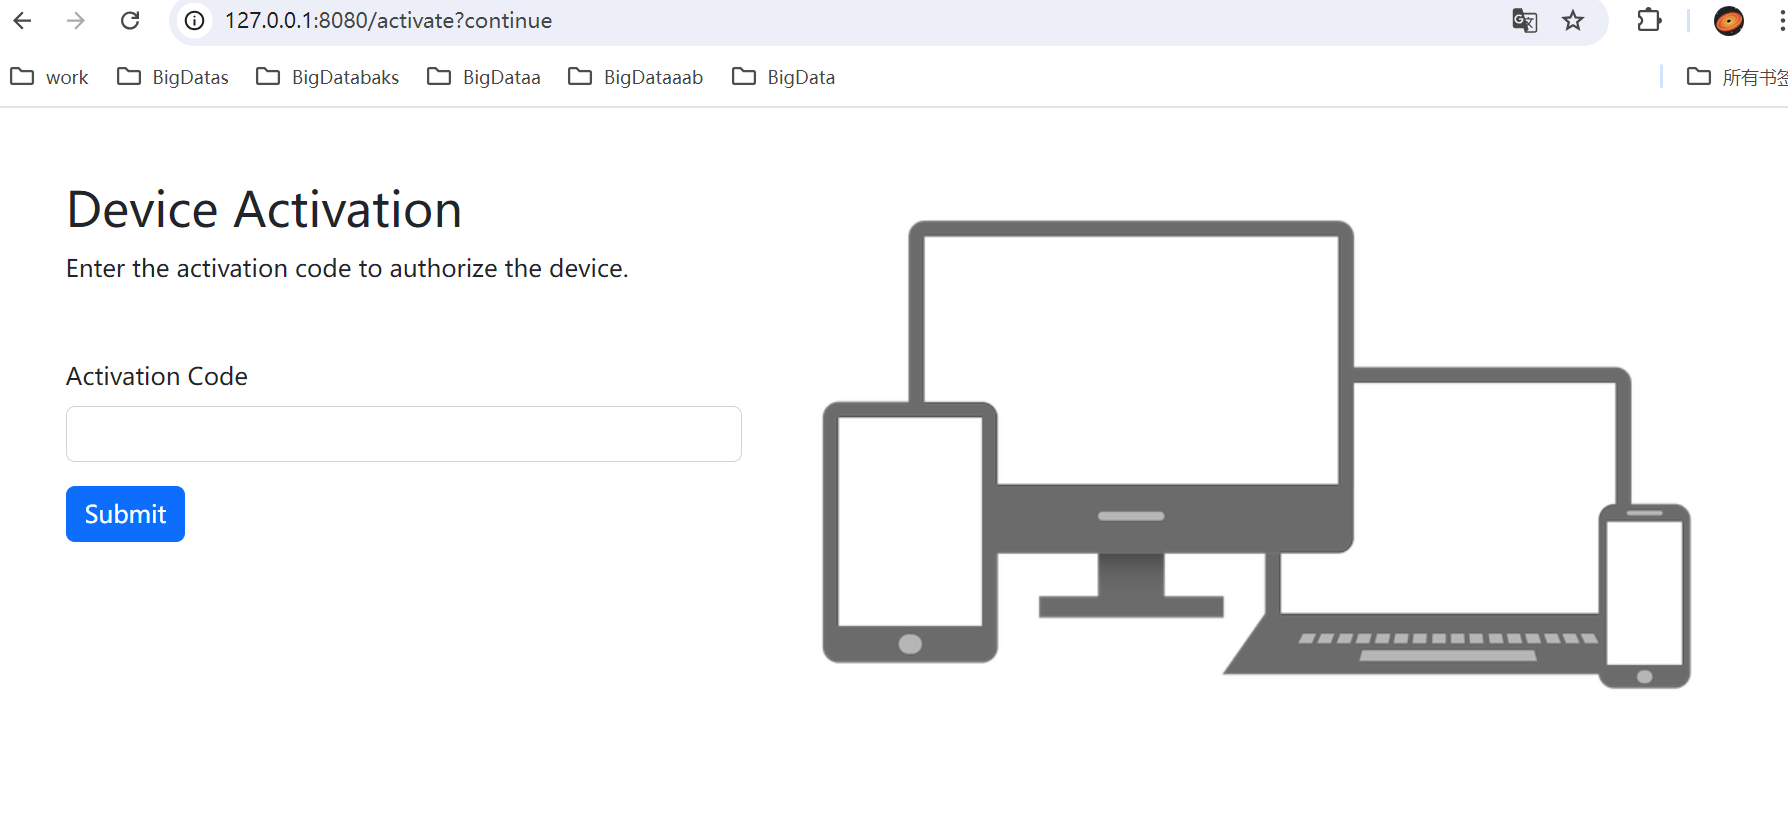 127.0.0.1:8080/activate?continue
work BigDatas BigDatabaks BigDataa BigDataaab BigData 所有书签
Device Activation
Enter the activation code to authorize the device.
Activation Code
Submit